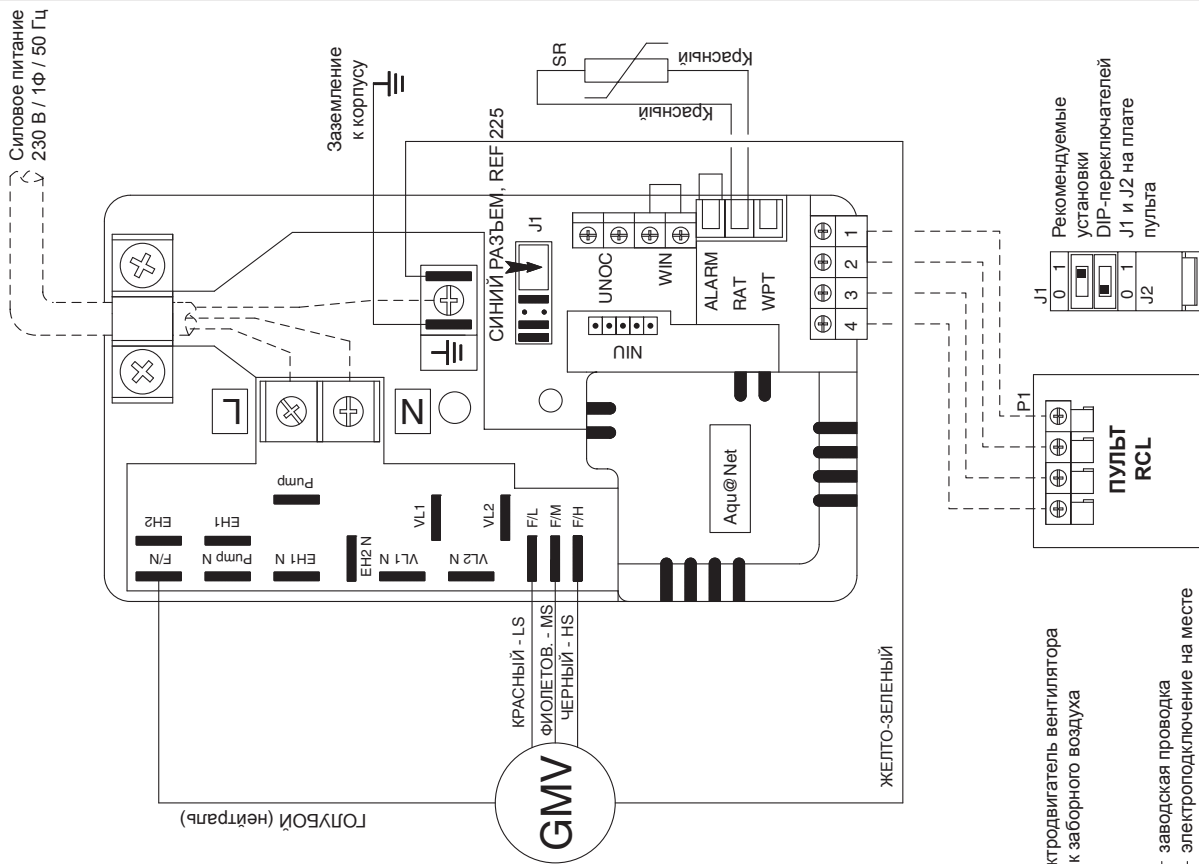 Силовое питание
230 В / 1Ф / 50 Гц
Заземление
к корпусу
SR
Красный
Красный
СИНИЙ РАЗЪЕМ, REF 225
J1
UNOC
WIN
ALARM
RAT
WPT
NIU
1
2
3
4
L
N
Pump
EH2
EH1
F/N
Pump N
EH1 N
EH2 N
VL1 N
VL2 N
VL1
VL2
F/L
F/M
F/H
Aqu@Net
КРАСНЫЙ - LS
ФИОЛЕТОВ. - MS
ЧЕРНЫЙ - HS
GMV
ГОЛУБОЙ (нейтраль)
ЖЕЛТО-ЗЕЛЕНЫЙ
P1
ПУЛЬТ
RCL
J1
0 1
0 1
J2
Рекомендуемые
установки
DIP-переключателей
J1 и J2 на плате
пульта
ктродвигатель вентилятора
к заборного воздуха
- заводская проводка
- электроподключение на месте